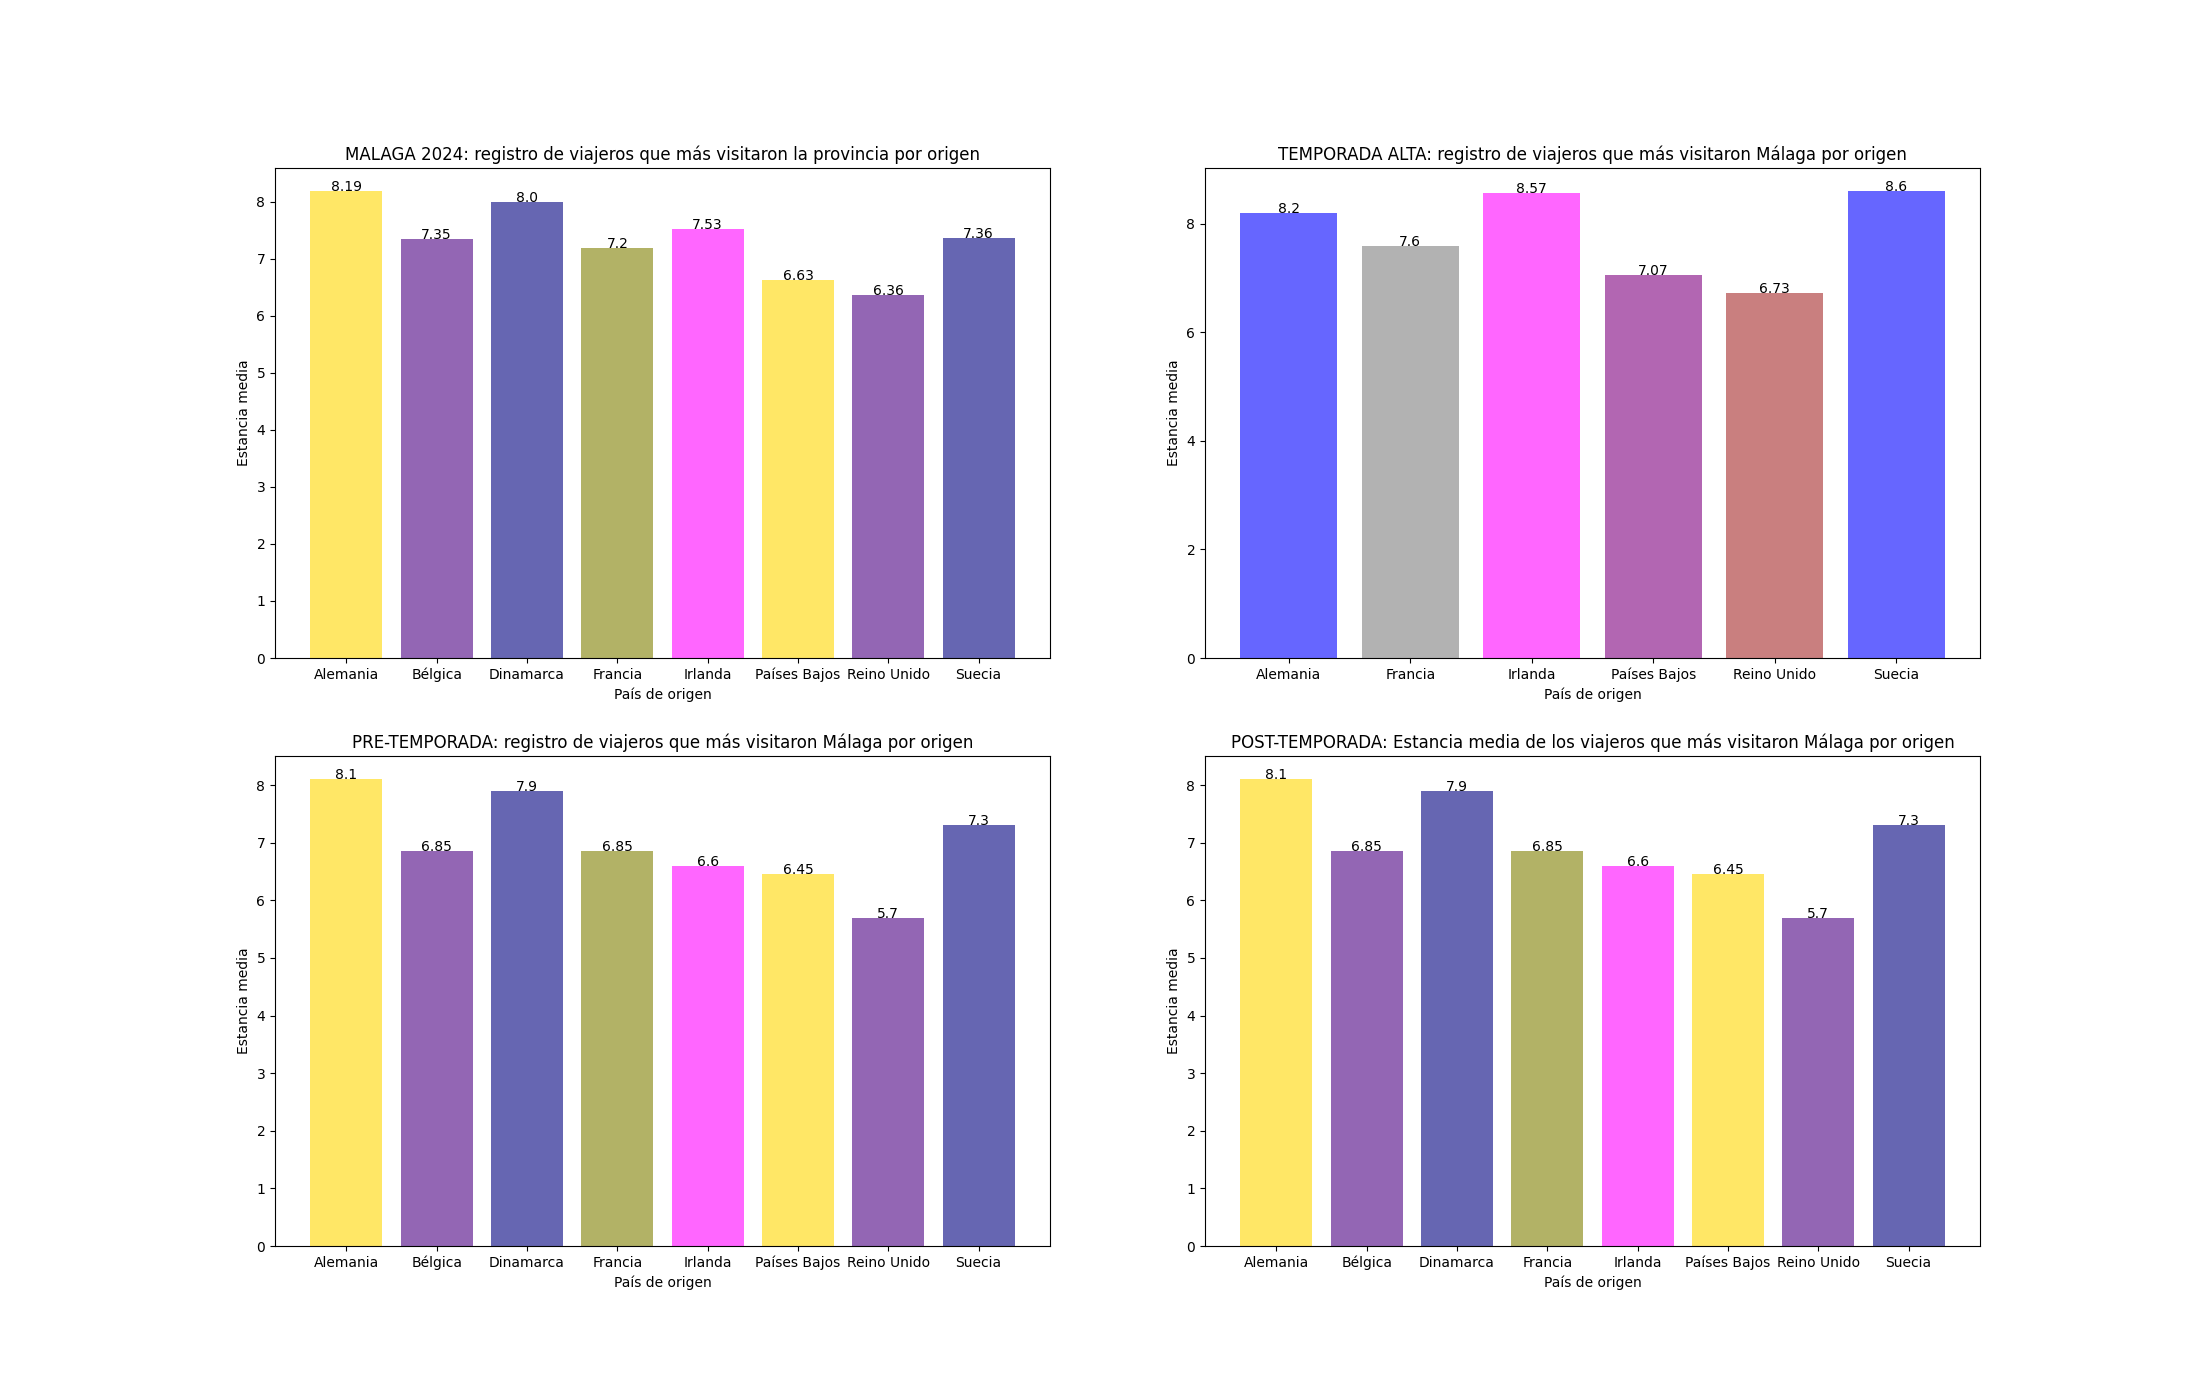 MALAGA 2024: registro de viajeros que más visitaron la provincia por origen
8.19
7.35
8.0
7.2
7.53
6.63
6.36
7.36
8
7
6
5
4
3
2
1
0
Estancia media
Alemania
Bélgica
Dinamarca
Francia
Irlanda
Países Bajos
Reino Unido
Suecia
País de origen
TEMPORADA ALTA: registro de viajeros que más visitaron Málaga por origen
8.2
7.6
8.57
7.07
6.73
8.6
8
6
4
2
0
Estancia media
Alemania
Francia
Irlanda
Países Bajos
Reino Unido
Suecia
País de origen
PRE-TEMPORADA: registro de viajeros que más visitaron Málaga por origen
8.1
6.85
7.9
6.85
6.6
6.45
5.7
7.3
8
7
6
5
4
3
2
1
0
Estancia media
Alemania
Bélgica
Dinamarca
Francia
Irlanda
Países Bajos
Reino Unido
Suecia
País de origen
POST-TEMPORADA: Estancia media de los viajeros que más visitaron Málaga por origen
8.1
6.85
7.9
6.85
6.6
6.45
5.7
7.3
8
7
6
5
4
3
2
1
0
Estancia media
Alemania
Bélgica
Dinamarca
Francia
Irlanda
Países Bajos
Reino Unido
Suecia
País de origen